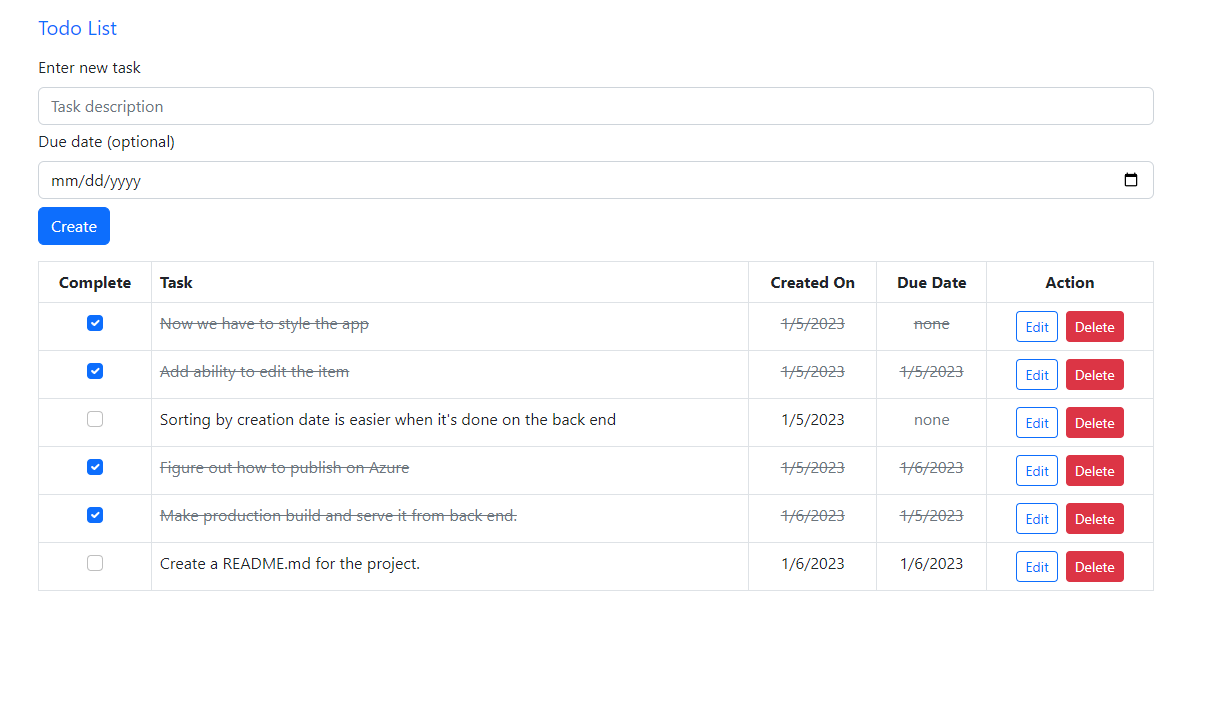 Todo List
Enter new task
Task description
Due date (optional)
mm/dd/yyyy
Create
Complete Task Created On Due Date Action
Now we have to style the app 1/5/2023 none Edit Delete
Add ability to edit the item 1/5/2023 1/5/2023 Edit Delete
Sorting by creation date is easier when it's done on the back end 1/5/2023 none Edit Delete
Figure out how to publish on Azure 1/5/2023 1/6/2023 Edit Delete
Make production build and serve it from back end. 1/6/2023 1/5/2023 Edit Delete
Create a README.md for the project. 1/6/2023 1/6/2023 Edit Delete